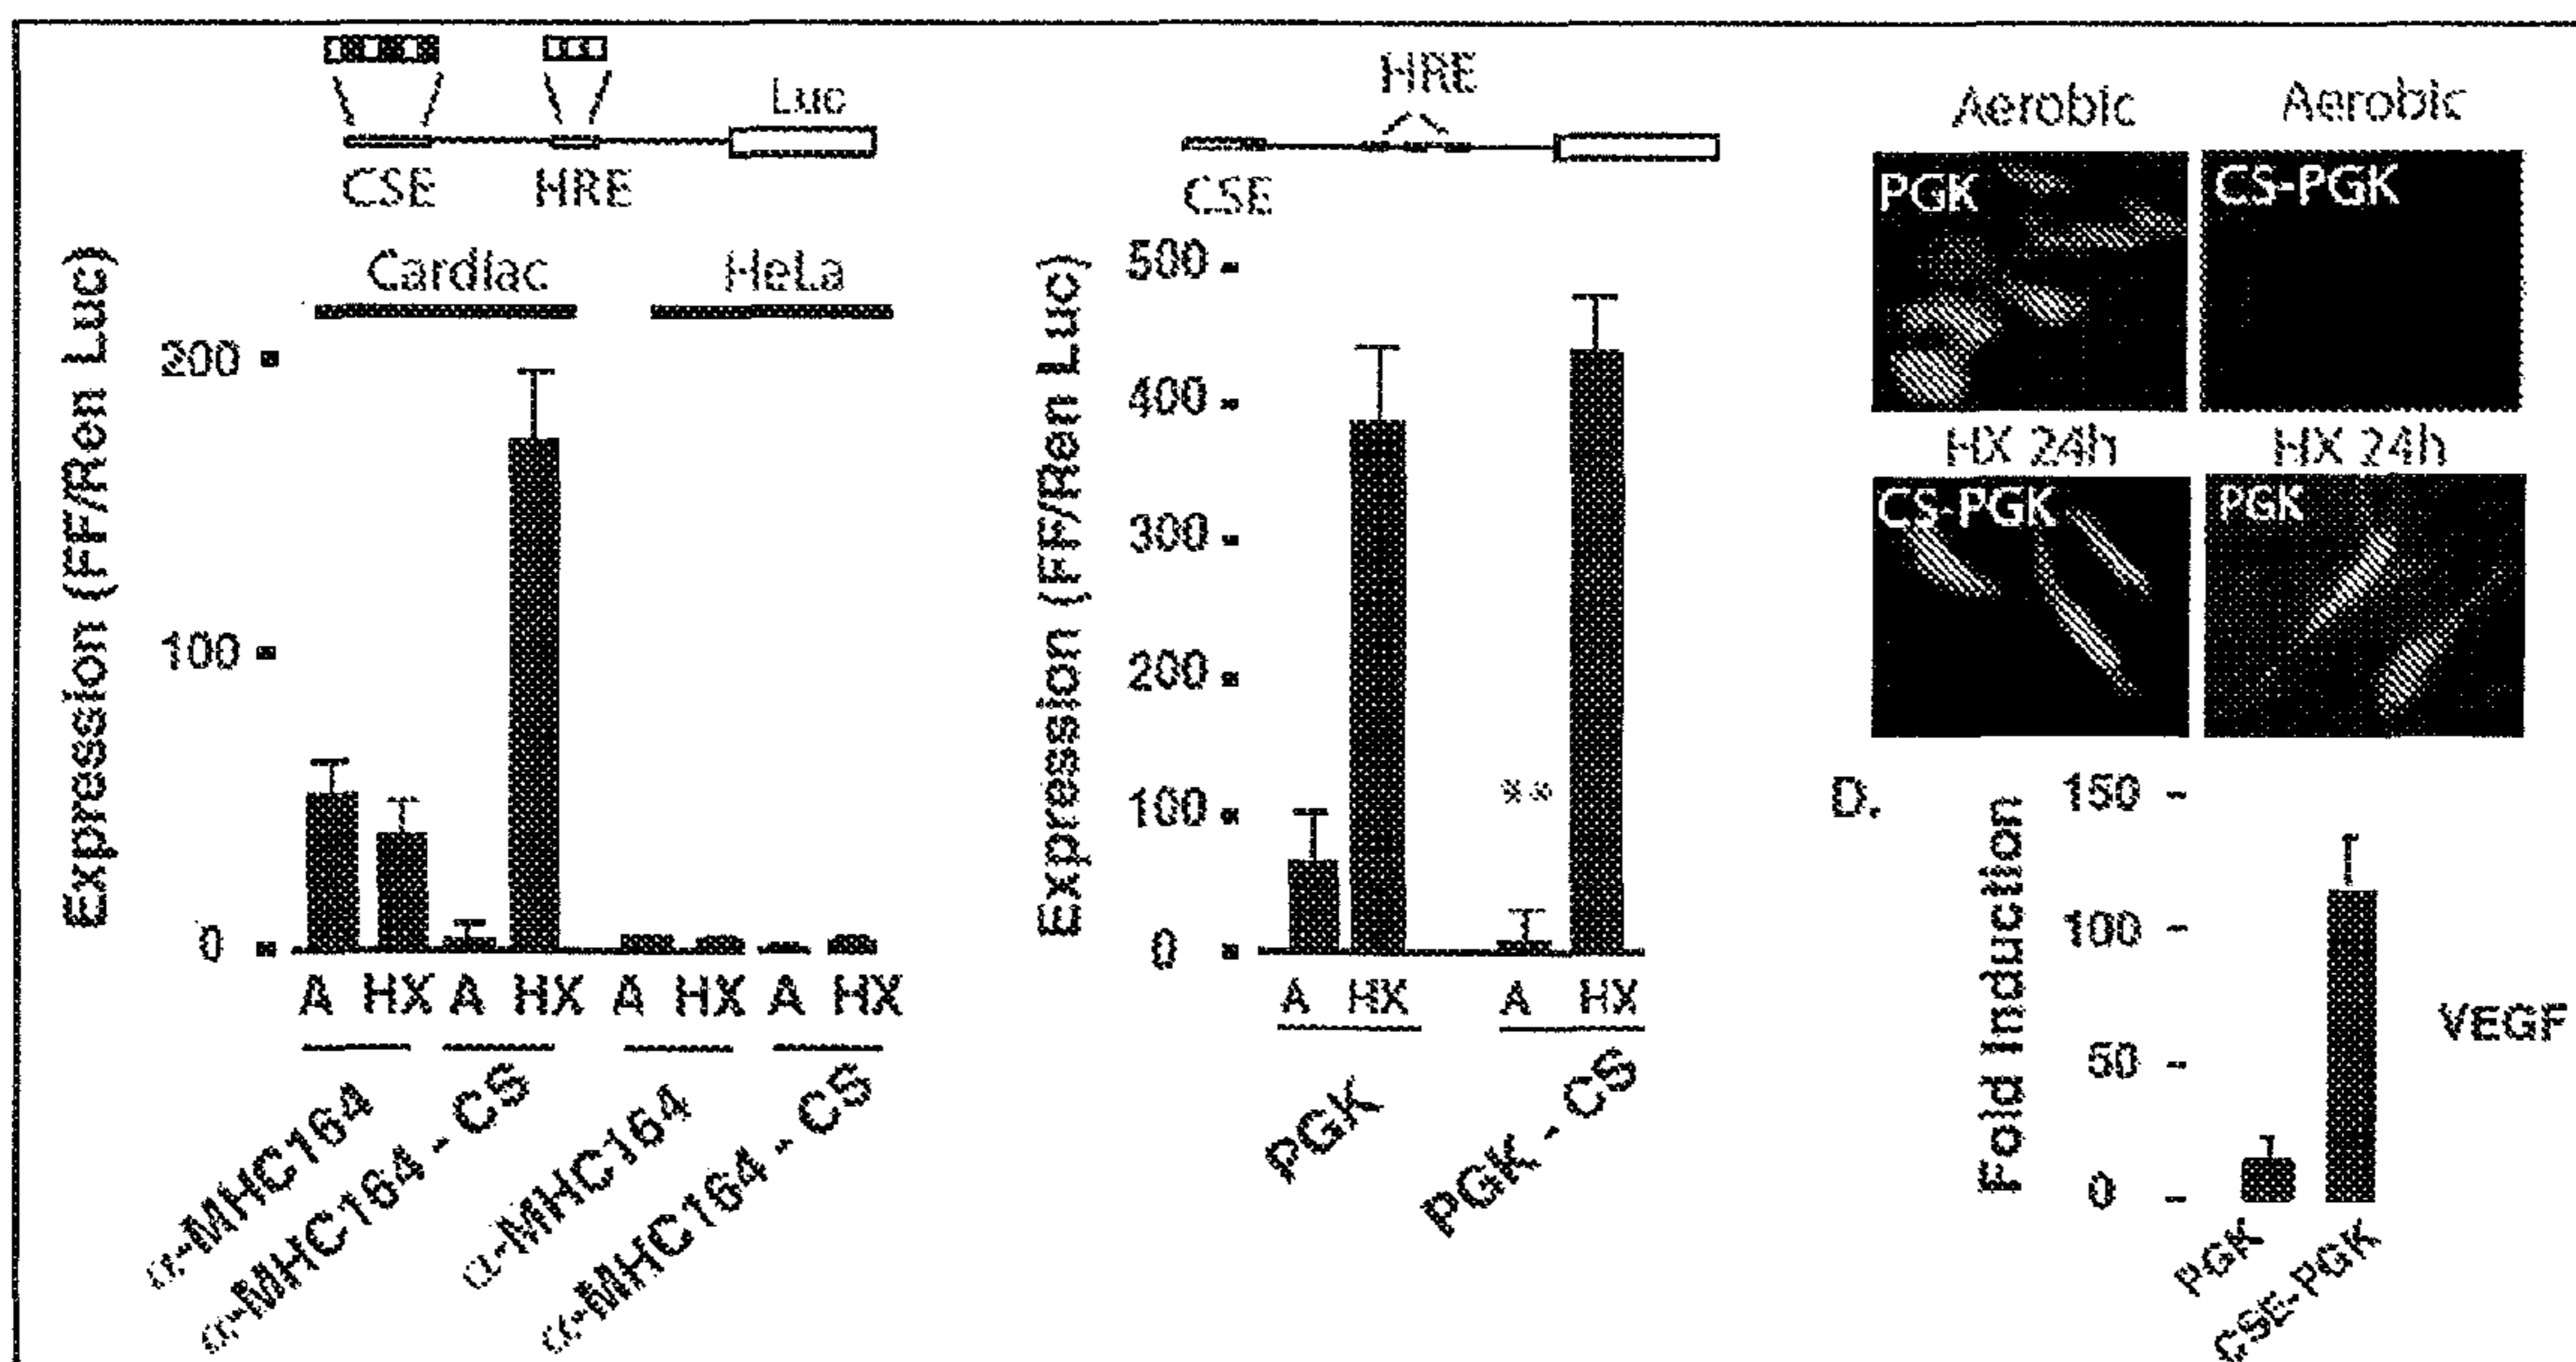 Luc
CSE HRE
Cardiac HeLa
Expression (FF/Ren Luc)
200
100
0
A HX A HX A HX A HX
α-MHC164
α-MHC164 - CS
α-MHC164
α-MHC164 - CS
HRE
CSE
Expression (FF/Ren Luc)
500
400
300
200
100
0
**
A HX A HX
PGK
PGK - CS
Aerobic Aerobic
PGK CS-PGK
HX 24h HX 24h
CS-PGK PGK
D.
Fold Induction
150
100
50
0
VEGF
PGK
CSE-PGK